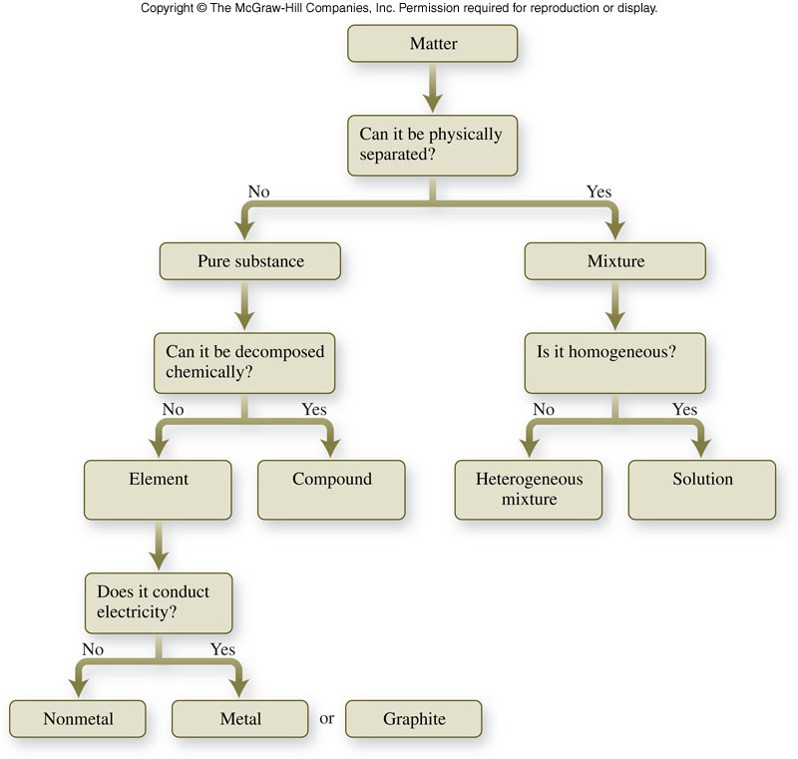 Copyright © The McGraw-Hill Companies, Inc. Permission required for reproduction or display.
Matter
Can it be physically
separated?
No
Yes
Pure substance
Mixture
Can it be decomposed
chemically?
Is it homogeneous?
No
Yes
No
Yes
Element
Compound
Heterogeneous
mixture
Solution
Does it conduct
electricity?
No
Yes
Nonmetal
Metal
or
Graphite